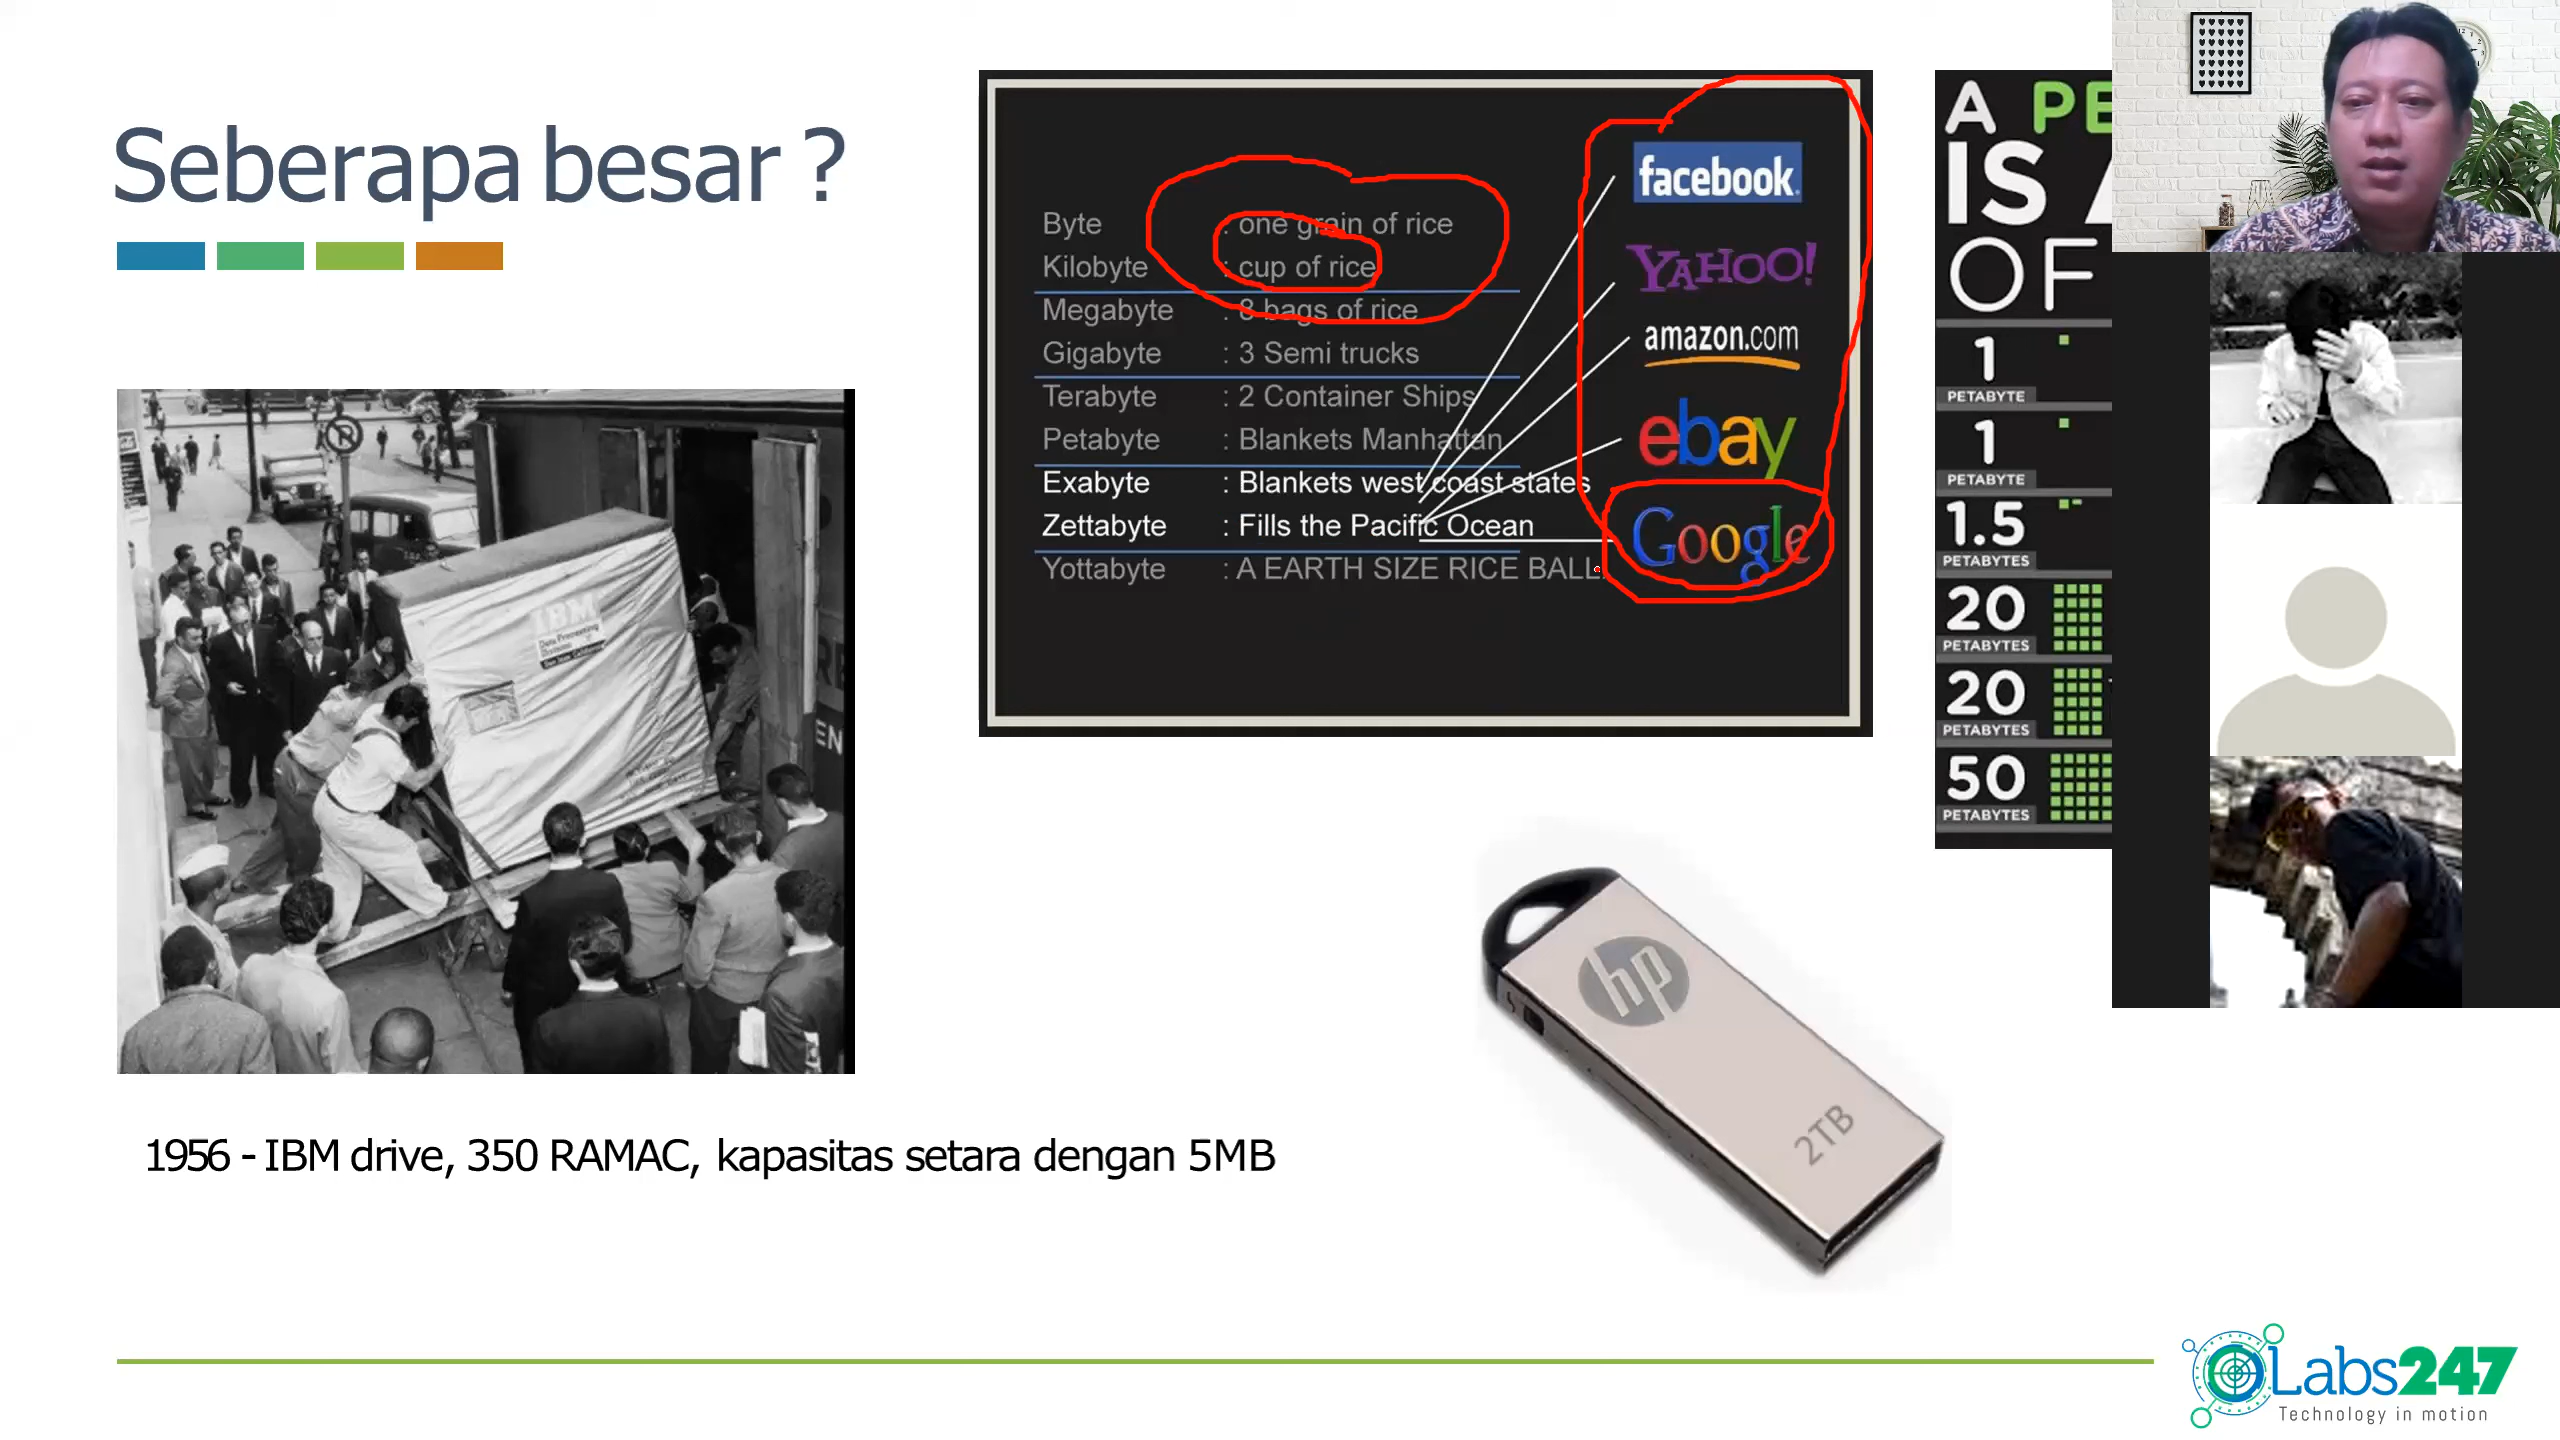 Seberapa besar ?
Byte : one grain of rice
Kilobyte : cup of rice
Megabyte : 8 bags of rice
Gigabyte : 3 Semi trucks
Terabyte : 2 Container Ships
Petabyte : Blankets Manhattan
Exabyte : Blankets west coast states
Zettabyte : Fills the Pacific Ocean
Yottabyte : A EARTH SIZE RICE BALL
facebook
YAHOO!
amazon.com
ebay
Google
A PE
IS A
OF
1
PETABYTE
1
PETABYTE
1.5
PETABYTES
20
PETABYTES
20
PETABYTES
50
PETABYTES
IBM
EN
hp
2TB
1956 - IBM drive, 350 RAMAC, kapasitas setara dengan 5MB
Labs247
Technology in motion